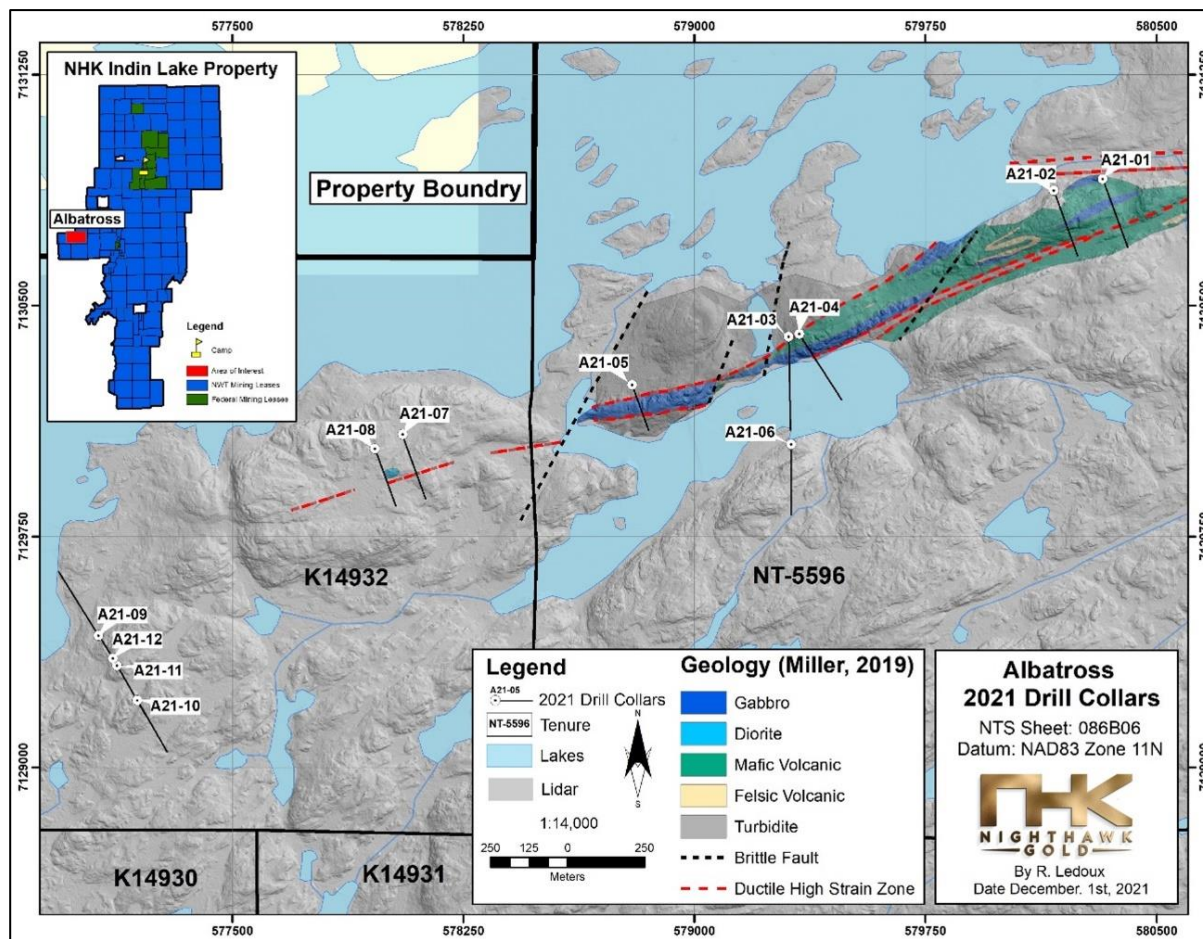 577500 578250 579000 579750 580500
7131250
7131250
NHK Indin Lake Property
Albatross
Legend
Camp
Area of Interest
NWT Mining Leases
Federal Mining Leases
Property Boundry
A21-01
A21-02
7130500
A21-03
A21-04
A21-05
A21-06
A21-07
A21-08
7129750
K14932
NT-5596
A21-09
A21-12
A21-11
A21-10
7129000
K14930
K14931
Legend
A21-05
2021 Drill Collars
NT-5596
Tenure
Lakes
Lidar
N
S
1:14,000
250 125 0 250
Meters
Geology (Miller, 2019)
Gabbro
Diorite
Mafic Volcanic
Felsic Volcanic
Turbidite
Brittle Fault
Ductile High Strain Zone
Albatross
2021 Drill Collars
NTS Sheet: 086B06
Datum: NAD83 Zone 11N
NHK
NIGHTHAWK
GOLD
By R. Ledoux
Date December. 1st, 2021
577500 578250 579000 579750 580500